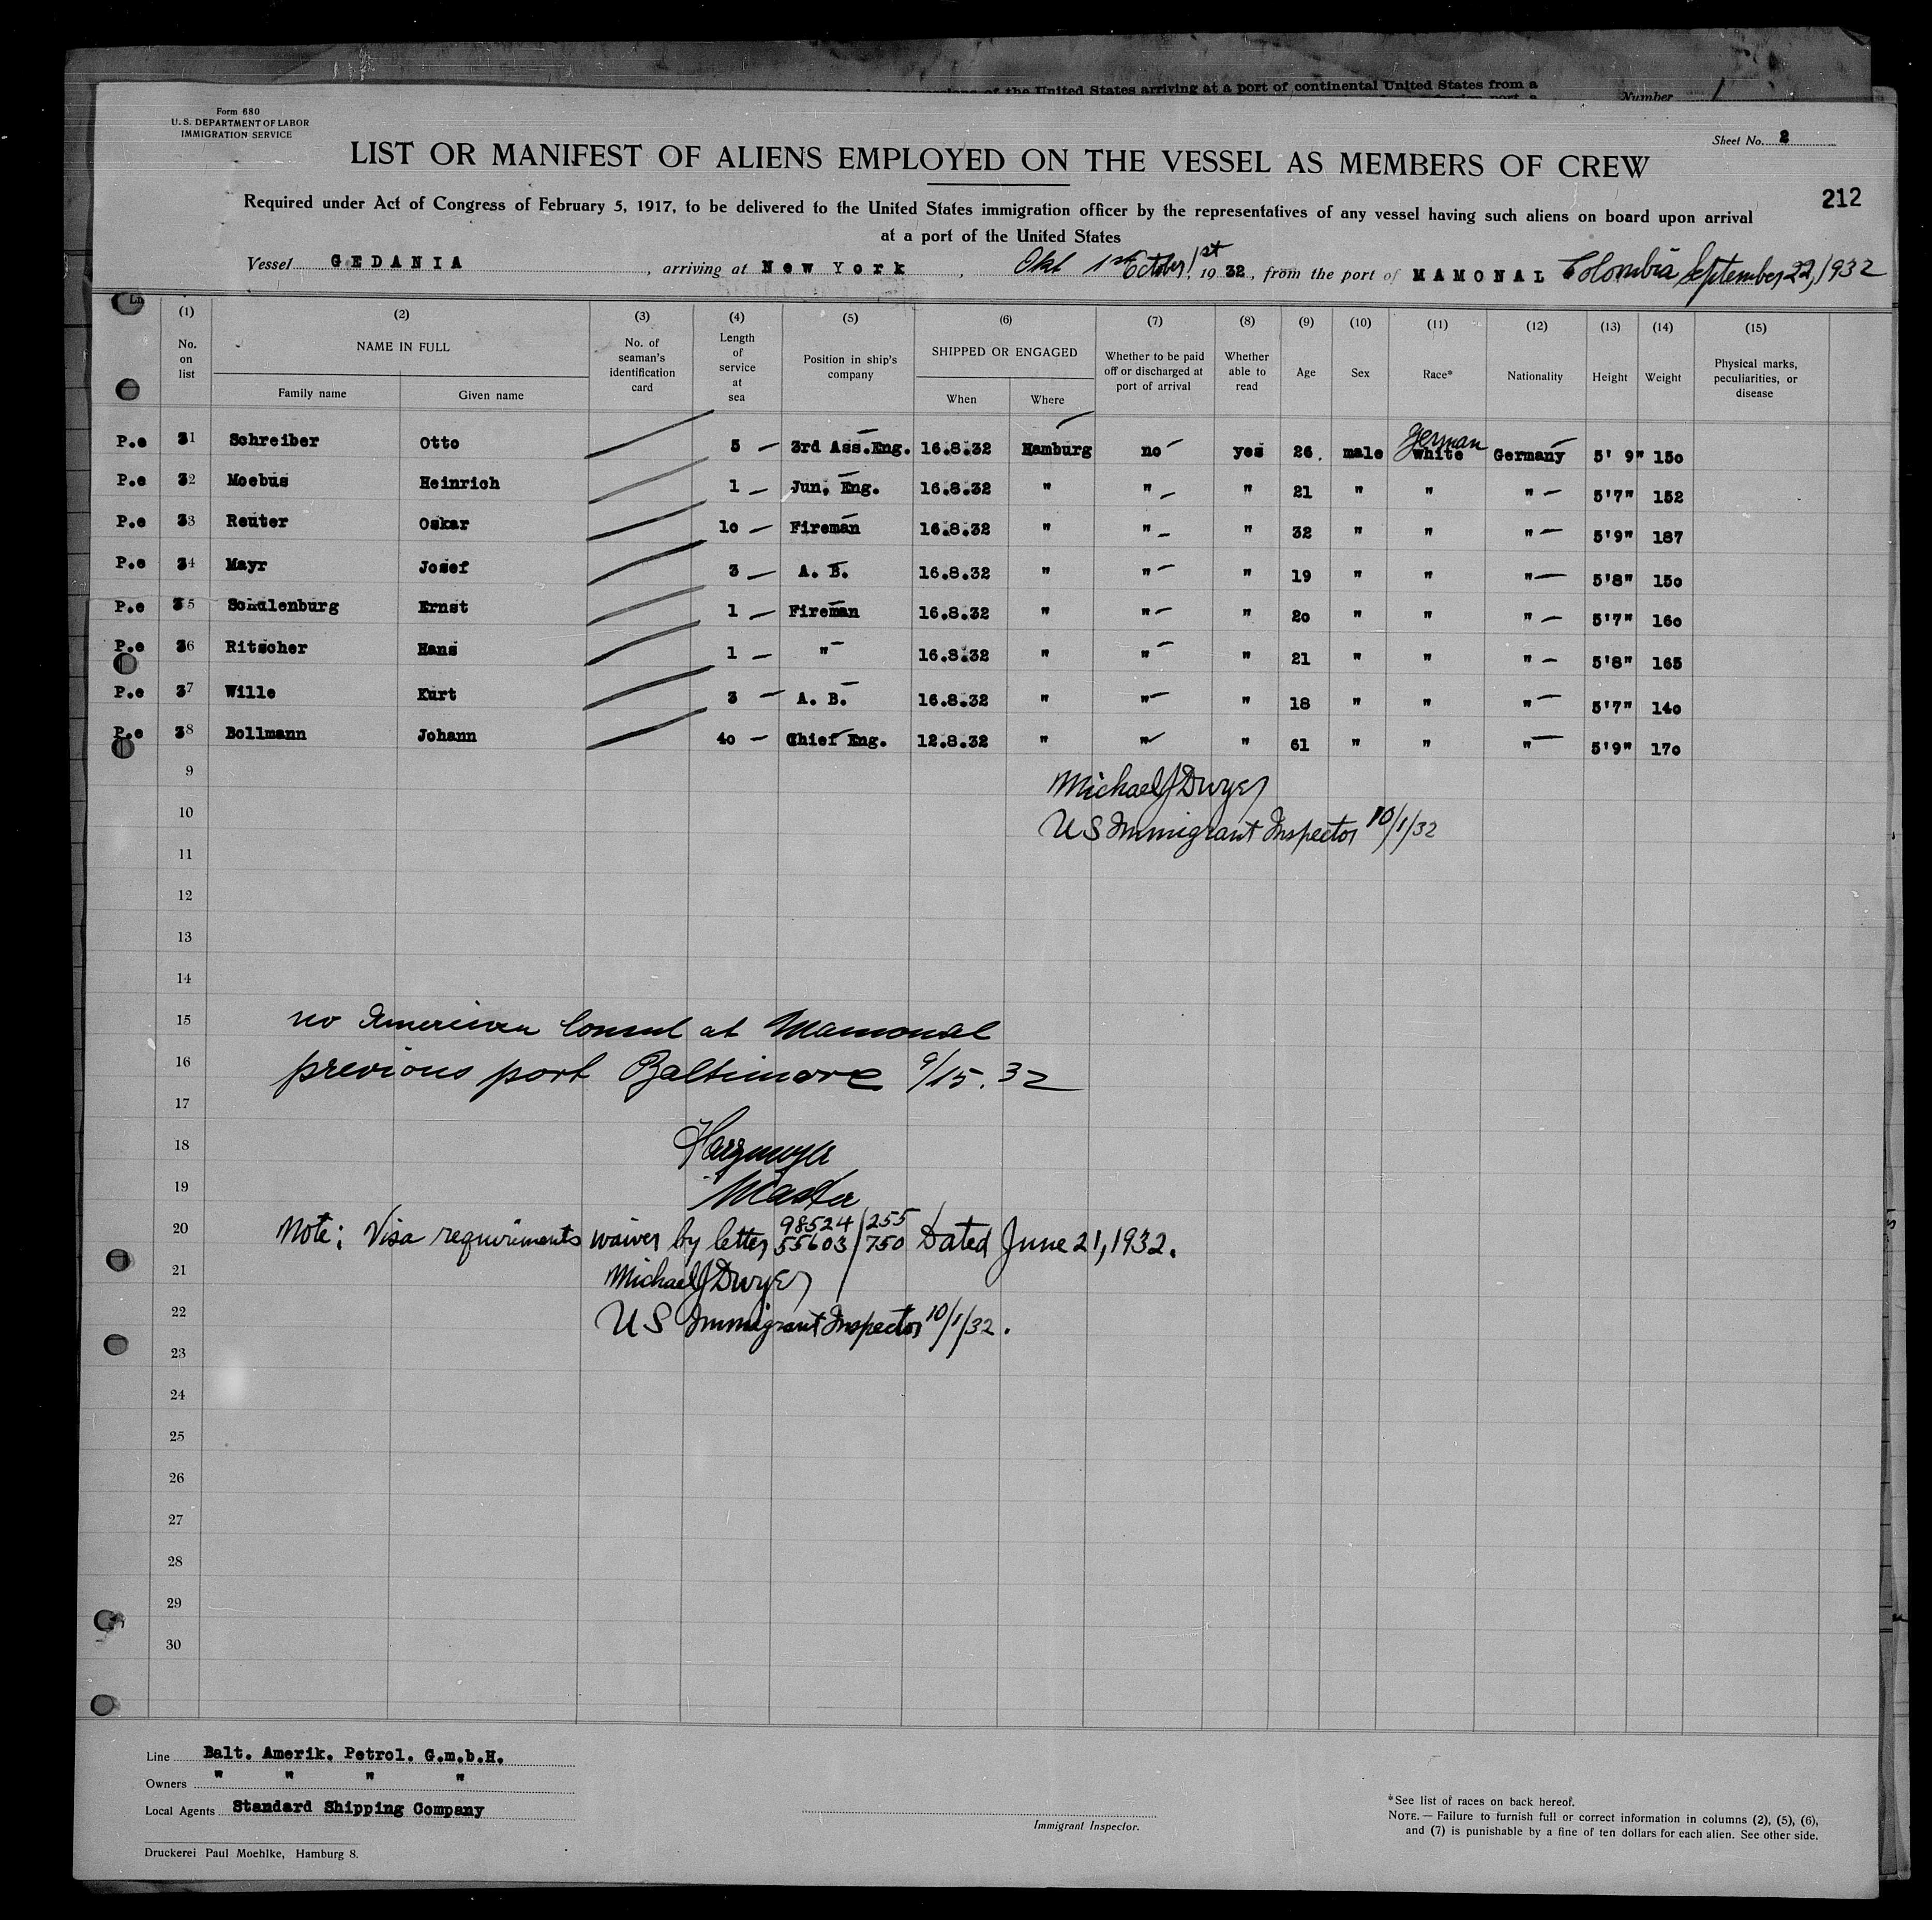 ons of the United States arriving at a port of continental United States from a
Number 1
Form 680
U. S. DEPARTMENT OF LABOR
IMMIGRATION SERVICE
Sheet No. 2
LIST OR MANIFEST OF ALIENS EMPLOYED ON THE VESSEL AS MEMBERS OF CREW
212
Required under Act of Congress of February 5, 1917, to be delivered to the United States immigration officer by the representatives of any vessel having such aliens on board upon arrival
at a port of the United States
Vessel GEDANIA, arriving at New York, Okt 1st October 1st, 1932, from the port of MAMONAL Colombia September 22, 1932
(1) (2) (3) (4) (5) (6) (7) (8) (9) (10) (11) (12) (13) (14) (15)
No. on list NAME IN FULL Family name Given name No. of seaman's identification card Length of service at sea Position in ship's company SHIPPED OR ENGAGED When Where Whether to be paid off or discharged at port of arrival Whether able to read Age Sex Race* Nationality Height Weight Physical marks, peculiarities, or disease
P.e 31 Schreiber Otto 5 — 3rd Ass.Eng. 16.8.32 Hamburg no yes 26. male German white Germany 5' 9" 150
P.e 32 Moebus Heinrich 1 — Jun. Eng. 16.8.32 " " " 21 " " " 5'7" 152
P.e 33 Reuter Oskar 10 — Fireman 16.8.32 " " " 32 " " " 5'9" 187
P.e 34 Mayr Josef 3 — A. B. 16.8.32 " " " 19 " " " 5'8" 150
P.e 35 Schulenburg Ernst 1 — Fireman 16.8.32 " " " 20 " " " 5'7" 160
P.e 36 Ritscher Hans 1 — " 16.8.32 " " " 21 " " " 5'8" 165
P.e 37 Wille Kurt 3 — A. B. 16.8.32 " " " 18 " " " 5'7" 140
P.e 38 Bollmann Johann 40 — Chief Eng. 12.8.32 " " " 61 " " " 5'9" 170
9 Michael J Dwyer
10 US Immigrant Inspector 10/1/32
11
12
13
14
15 no American Consul at Mamonal
16 previous port Baltimore 9/15.32
17
18
19 Master
20 Note: Visa requirements waiver by letter 98524/255 55603/750 Dated June 21, 1932.
21 Michael J Dwyer
22 US Immigrant Inspector 10/1/32.
23
24
25
26
27
28
29
30
Line Balt. Amerik. Petrol. G.m.b.H.
Owners " " " "
Local Agents Standard Shipping Company
Immigrant Inspector.
*See list of races on back hereof.
NOTE.— Failure to furnish full or correct information in columns (2), (5), (6),
and (7) is punishable by a fine of ten dollars for each alien. See other side.
Druckerei Paul Moehlke, Hamburg 8.